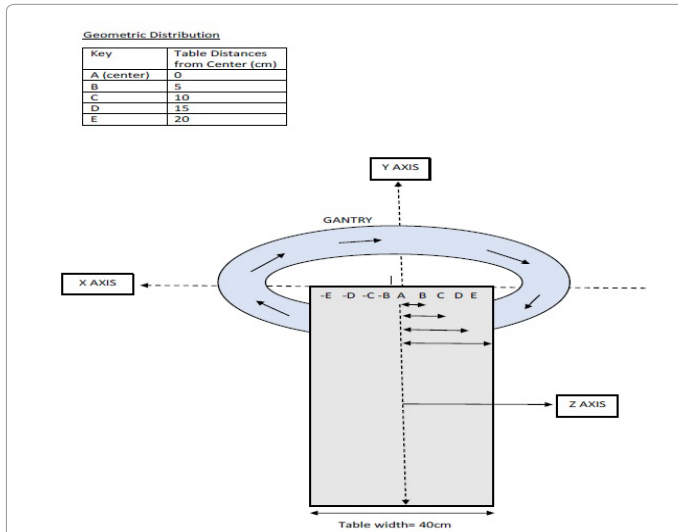 Geometric Distribution
Key Table Distances
from Center (cm)
A (center) 0
B 5
C 10
D 15
E 20
Y AXIS
GANTRY
X AXIS
-E -D -C -B A B C D E
Z AXIS
Table width= 40cm